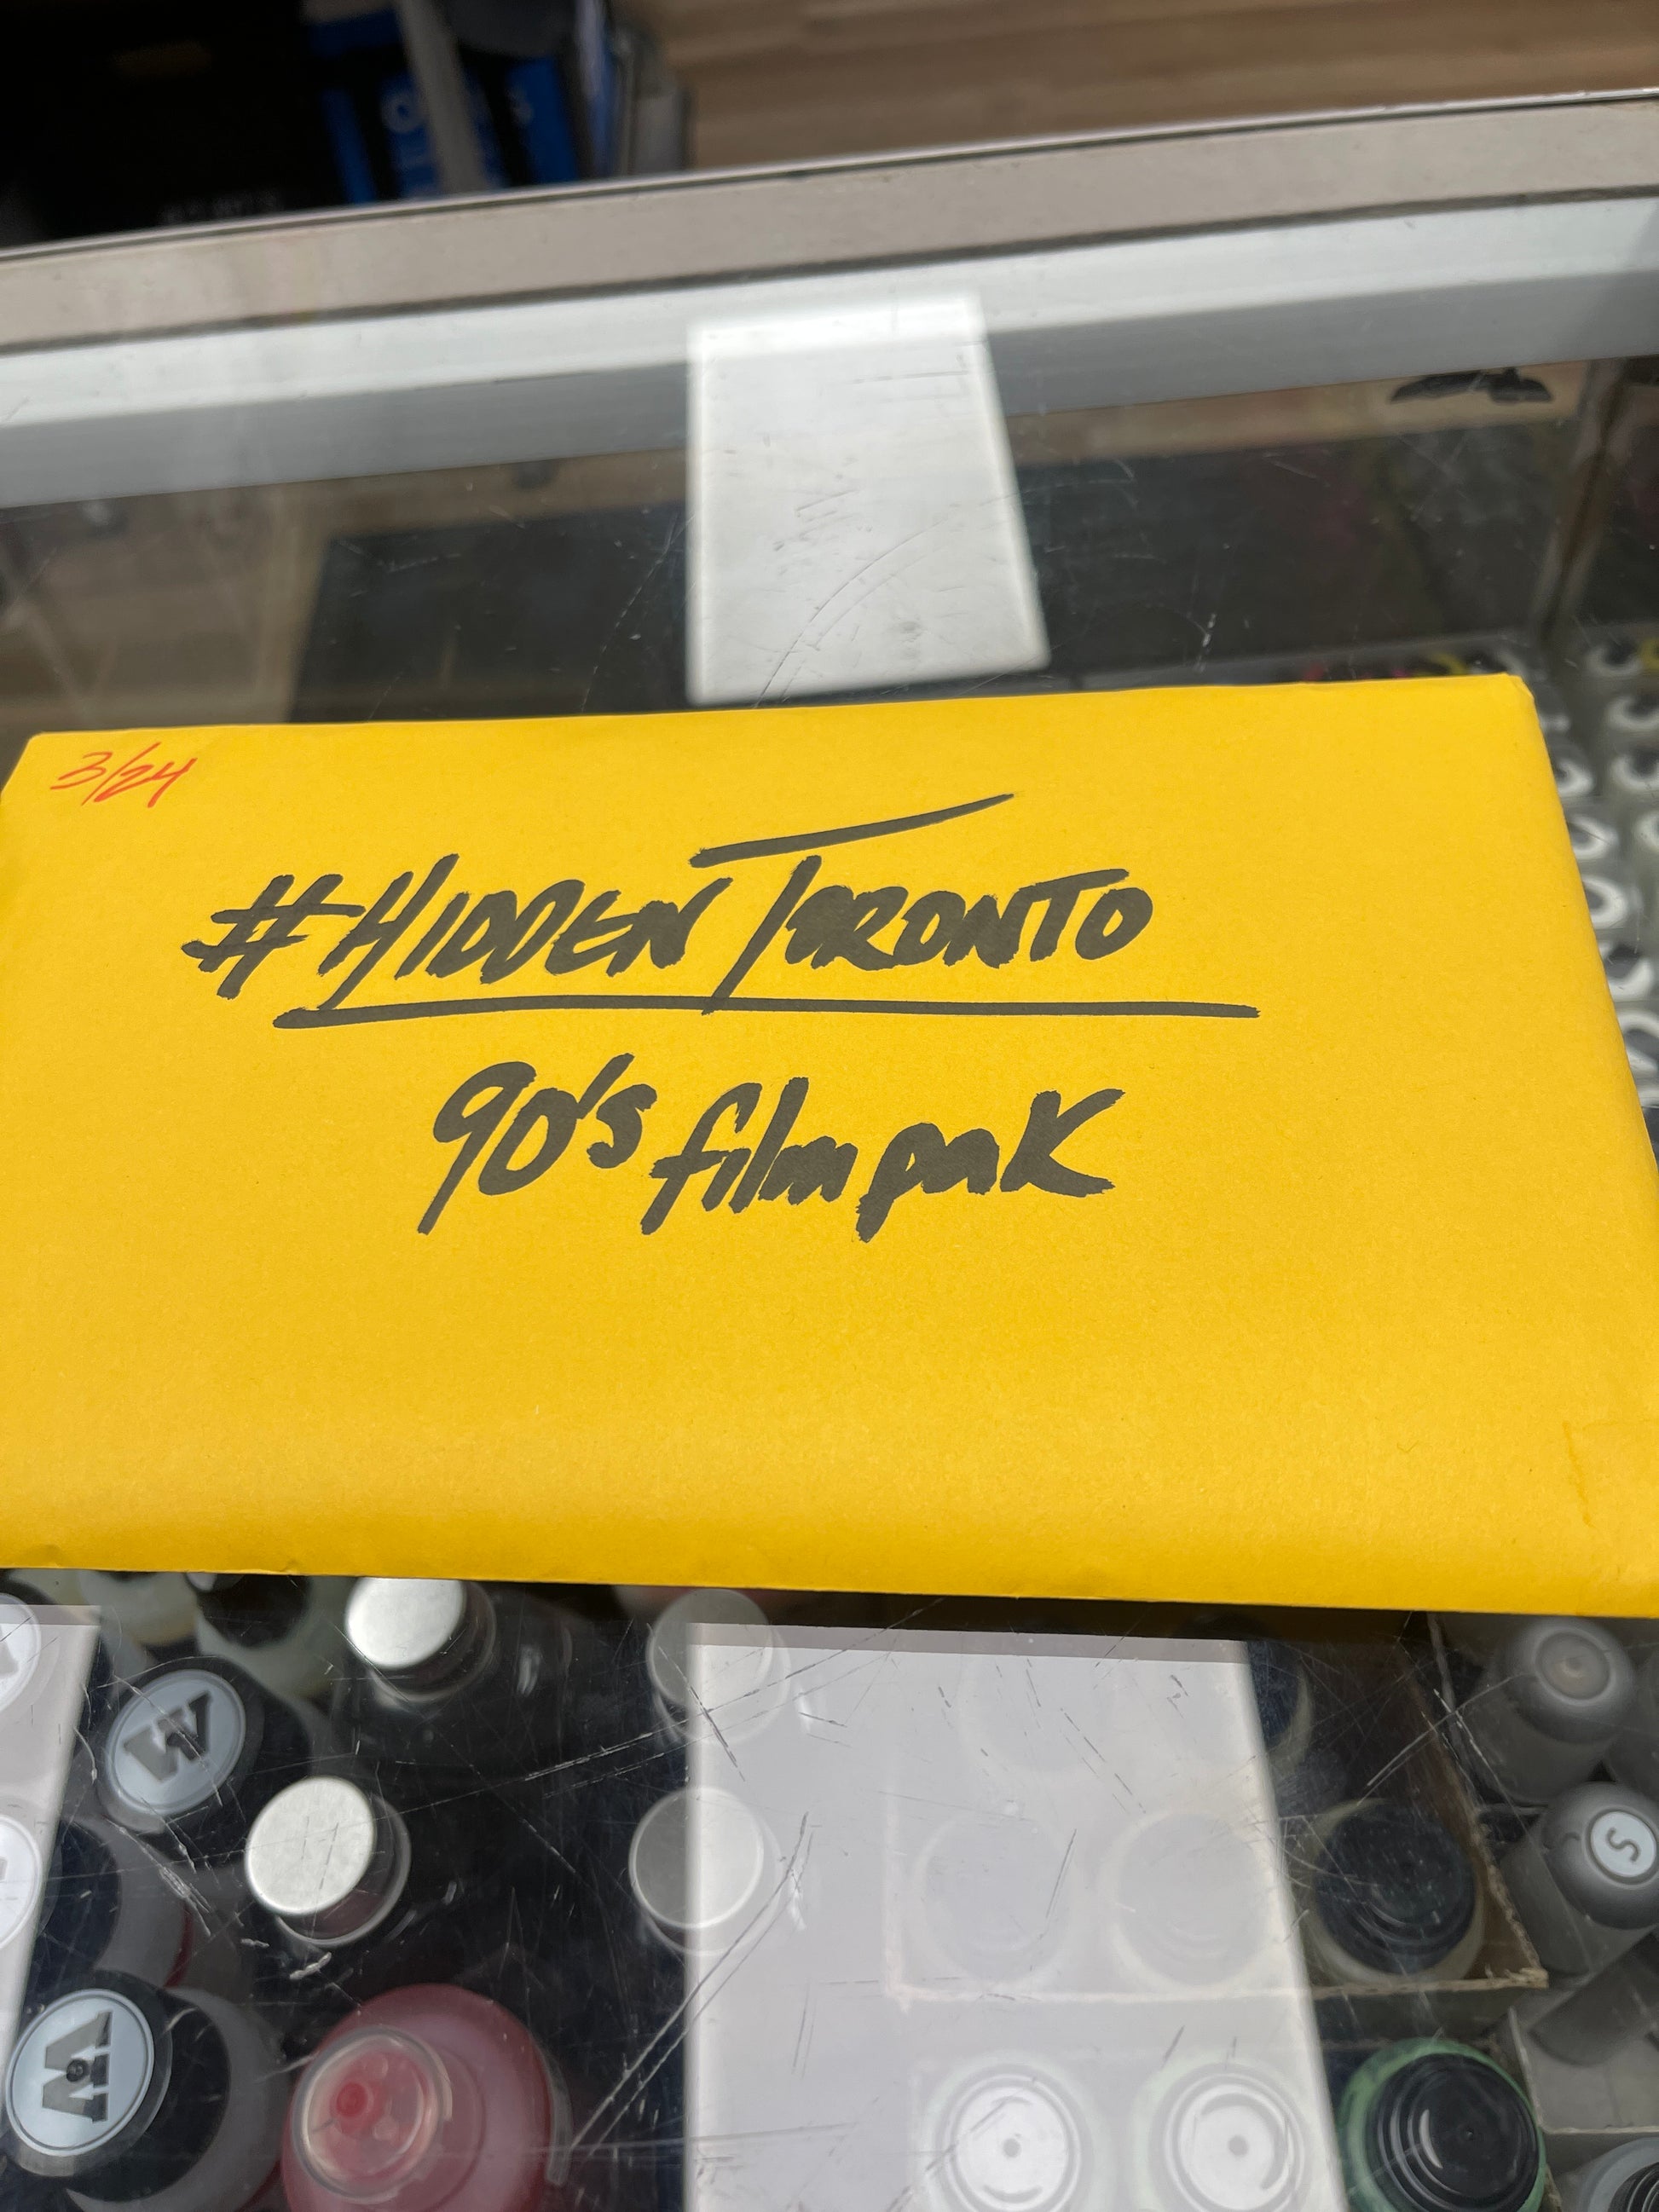 3/24
#HIDDEN TORONTO
90's film pak
W
S
W